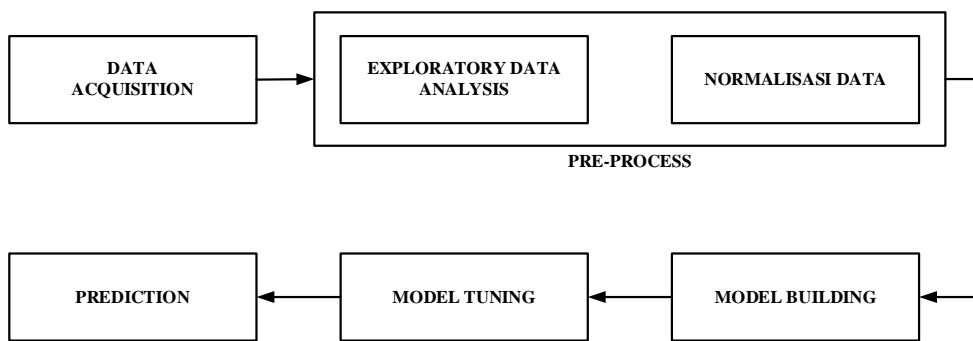 DATA
ACQUISITION
EXPLORATORY DATA
ANALYSIS
NORMALISASI DATA
PRE-PROCESS
PREDICTION
MODEL TUNING
MODEL BUILDING